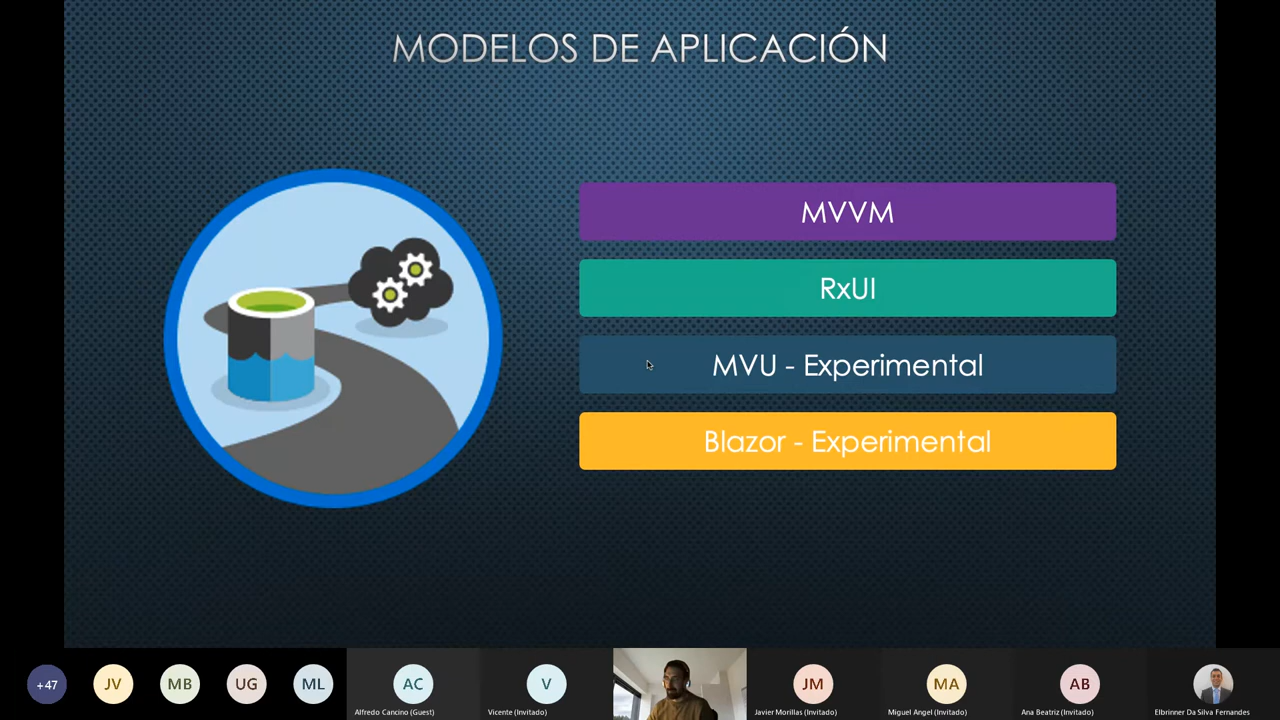 MODELOS DE APLICACIÓN
MVVM
RxUI
MVU - Experimental
Blazor - Experimental
+47
JV
MB
UG
ML
AC
Alfredo Cancino (Guest)
V
Vicente (Invitado)
JM
Javier Morillas (Invitado)
MA
Miguel Angel (Invitado)
AB
Ana Beatriz (Invitado)
Elbrinner Da Silva Fernandes